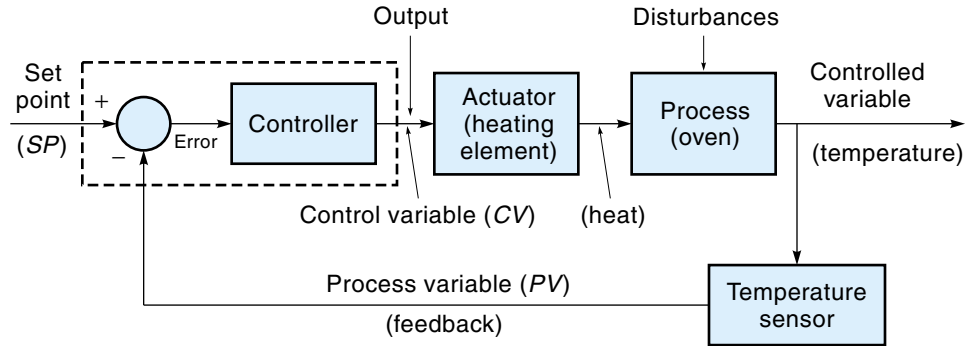 Output
Disturbances
Set
point
(SP)
+
−
Error
Controller
Actuator
(heating
element)
Process
(oven)
Controlled
variable
(temperature)
Control variable (CV)
(heat)
Process variable (PV)
(feedback)
Temperature
sensor